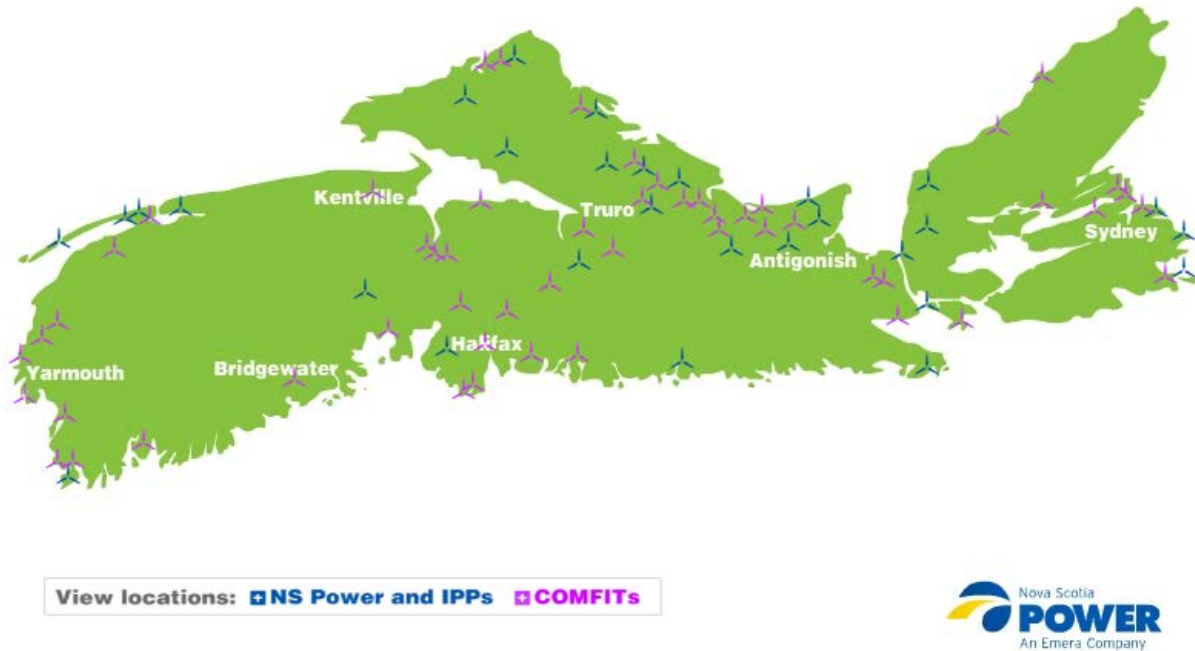 Kentville
Truro
Sydney
Antigonish
Halifax
Bridgewater
Yarmouth
View locations: NS Power and IPPs COMFITs
Nova Scotia
POWER
An Emera Company